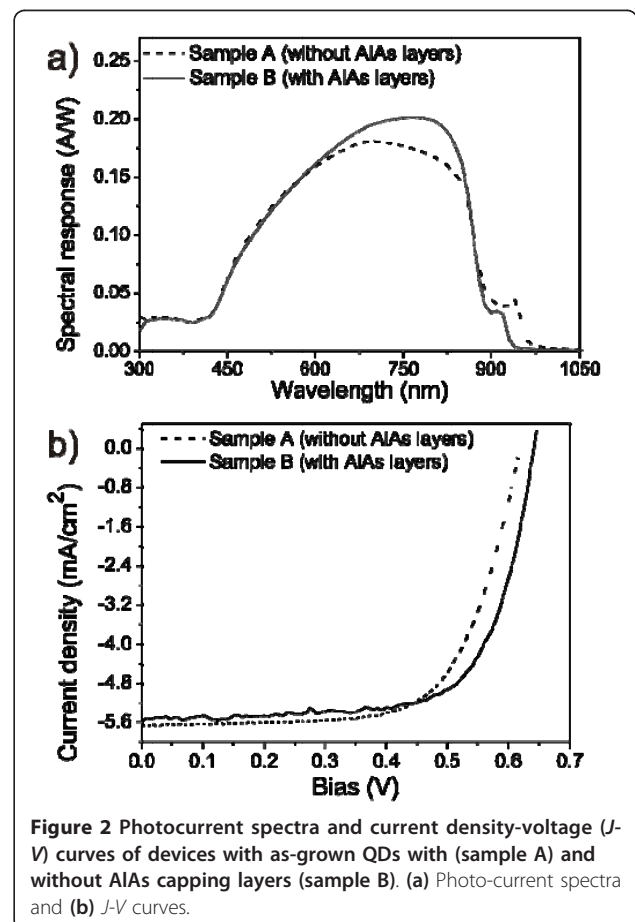 a)
Sample A (without AlAs layers)
Sample B (with AlAs layers)
Spectral response (A/W)
0.25
0.20
0.15
0.10
0.05
0.00
300 450 600 750 900 1050
Wavelength (nm)
b)
Sample A (without AlAs layers)
Sample B (with AlAs layers)
Current density (mA/cm²)
0.0
-0.8
-1.6
-2.4
-3.2
-4.0
-4.8
-5.6
0.0 0.1 0.2 0.3 0.4 0.5 0.6 0.7
Bias (V)
Figure 2 Photocurrent spectra and current density-voltage (J-
V) curves of devices with as-grown QDs with (sample A) and
without AlAs capping layers (sample B). (a) Photo-current spectra
and (b) J-V curves.